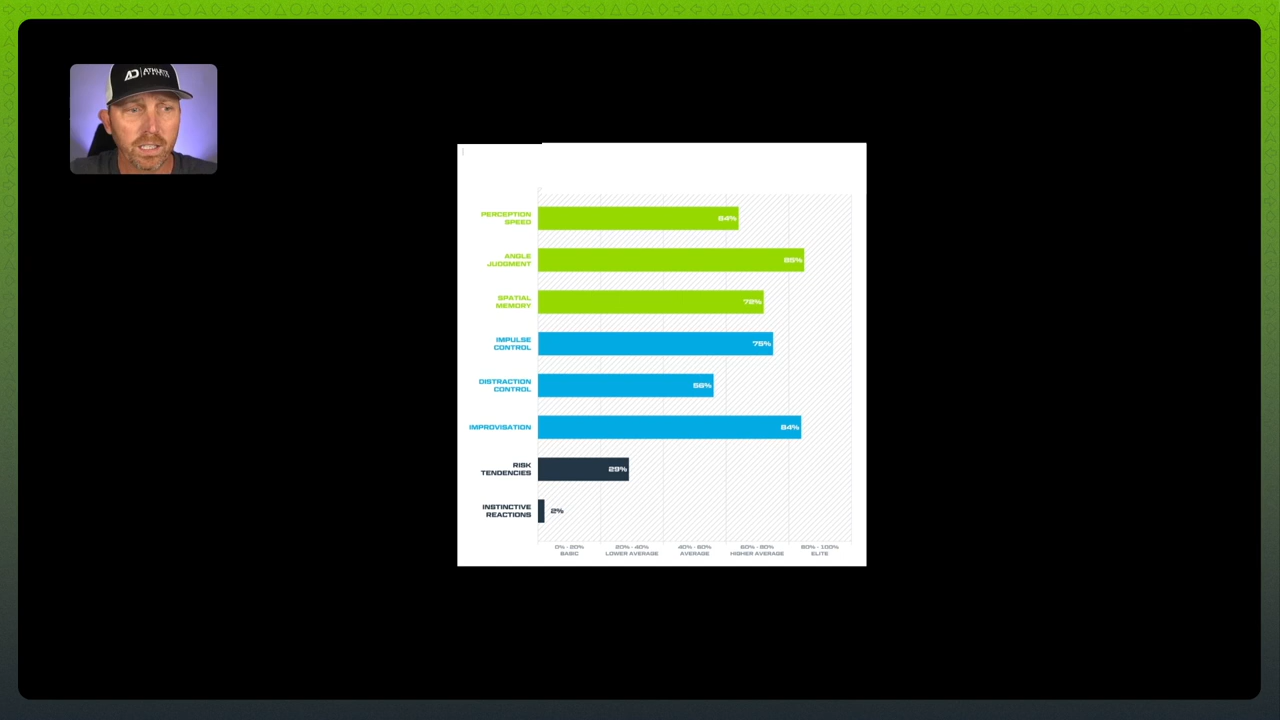 AD
PERCEPTION
SPEED
64%
ANGLE
JUDGMENT
85%
SPATIAL
MEMORY
72%
IMPULSE
CONTROL
75%
DISTRACTION
CONTROL
56%
IMPROVISATION
84%
RISK
TENDENCIES
29%
INSTINCTIVE
REACTIONS
2%
0% - 20% 20% - 40% 40% - 60% 60% - 80% 80% - 100%
BASIC LOWER AVERAGE AVERAGE HIGHER AVERAGE ELITE